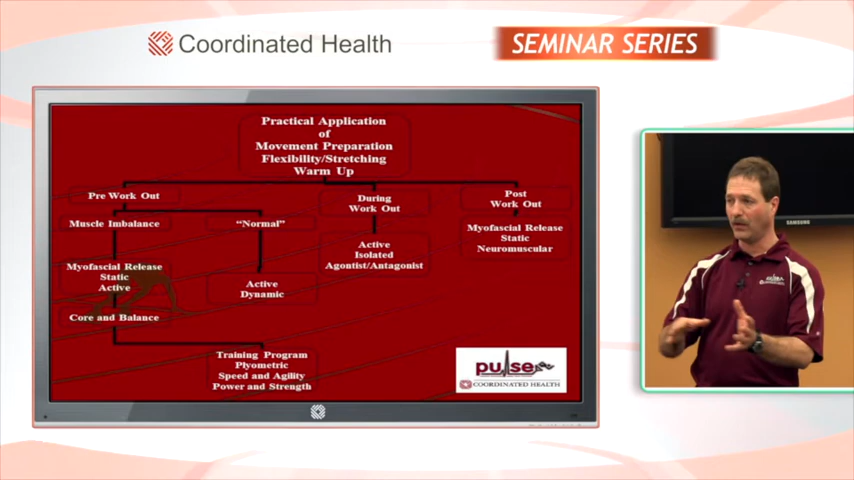 Coordinated Health
SEMINAR SERIES
Practical Application
of
Movement Preparation
Flexibility/Stretching
Warm Up
Pre Work Out
During
Work Out
Post
Work Out
Muscle Imbalance
“Normal”
Active
Isolated
Agontist/Antagonist
Myofascial Release
Static
Neuromuscular
Myofascial Release
Static
Active
Active
Dynamic
Core and Balance
Training Program
Plyometric
Speed and Agility
Power and Strength
pulse
COORDINATED HEALTH
SAMSUNG